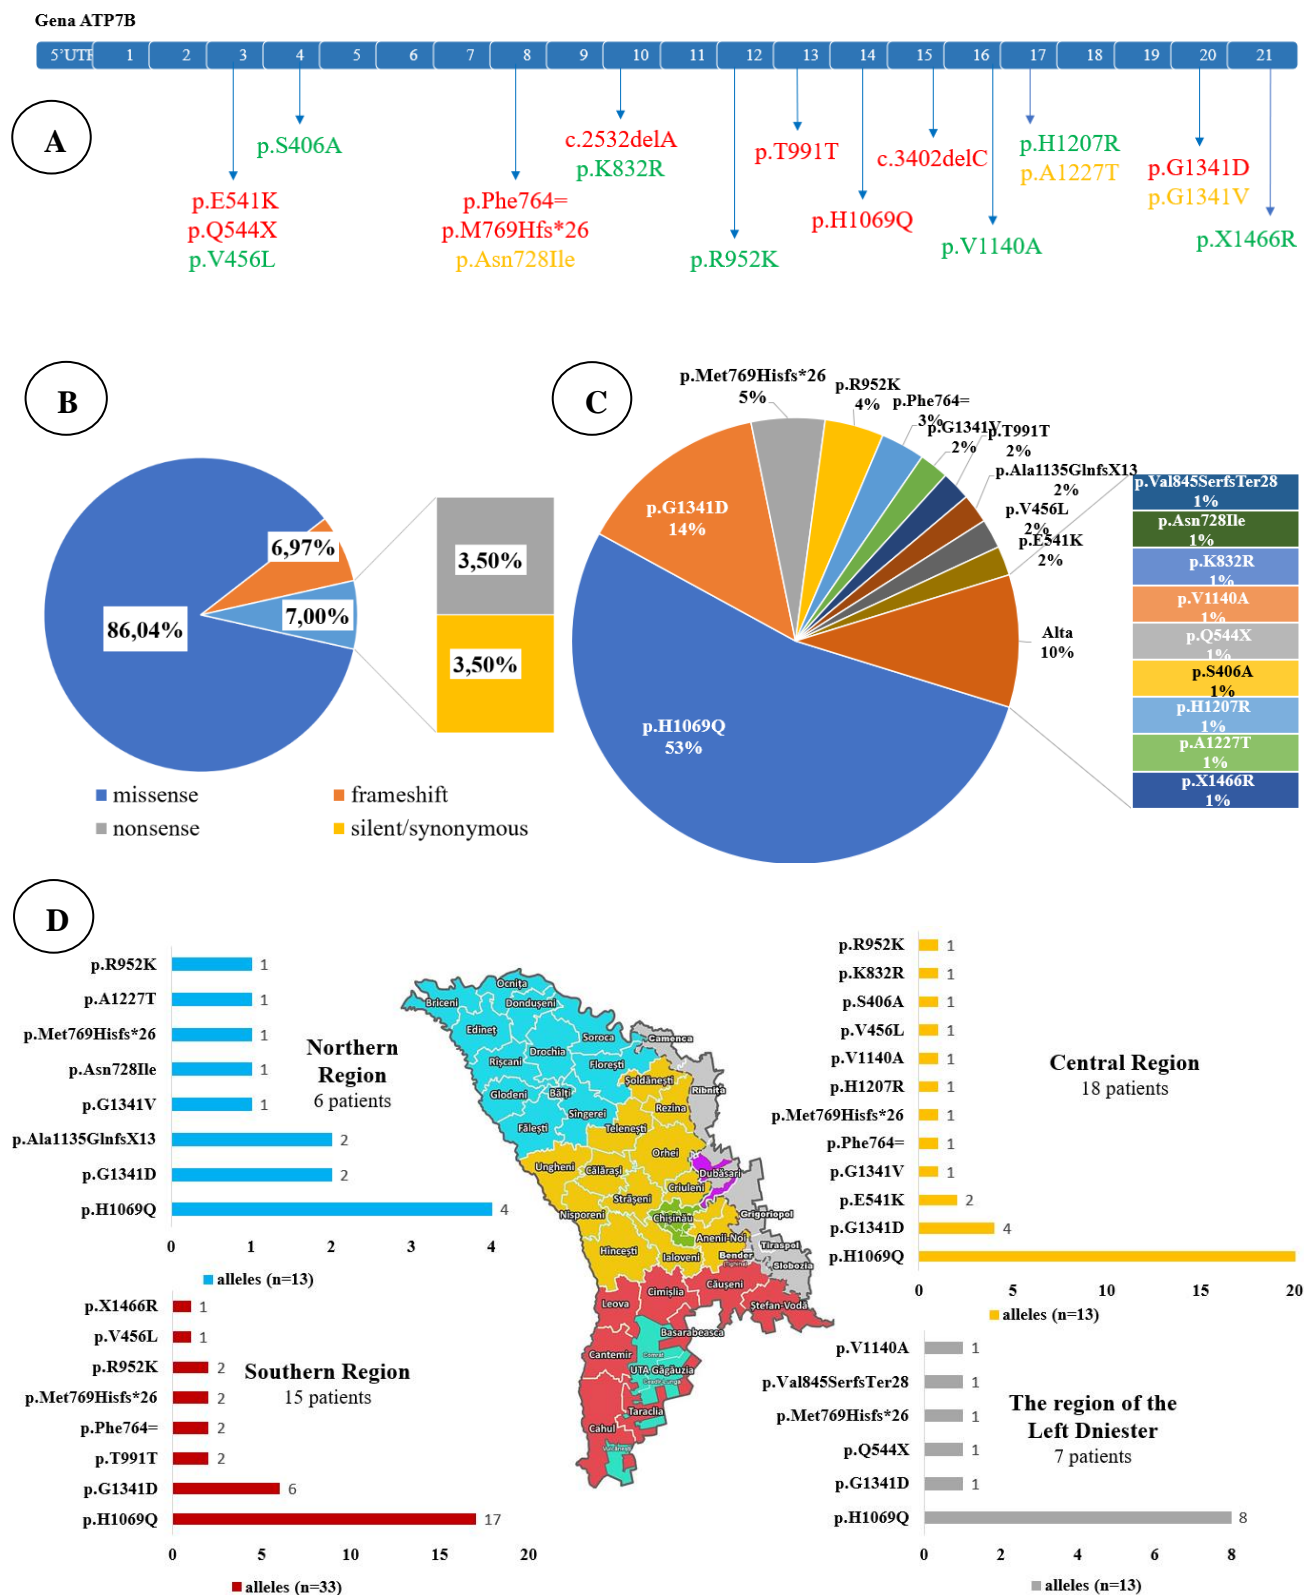 Gena ATP7B
5'UTR 1 2 3 4 5 6 7 8 9 10 11 12 13 14 15 16 17 18 19 20 21
A
p.S406A
p.E541K
p.Q544X
p.V456L
p.Phe764=
p.M769Hfs*26
p.Asn728Ile
c.2532delA
p.K832R
p.R952K
p.T991T
p.H1069Q
c.3402delC
p.V1140A
p.H1207R
p.A1227T
p.G1341D
p.G1341V
p.X1466R
B
86,04%
6,97%
7,00%
3,50%
3,50%
missense
frameshift
nonsense
silent/synonymous
C
p.Met769Hisfs*26
5%
p.R952K
4%
p.Phe764=
3%
p.G1341V
2%
p.T991T
2%
p.Ala1135GlnfsX13
2%
p.V456L
2%
p.E541K
2%
p.G1341D
14%
p.H1069Q
53%
Alta
10%
p.Val845SerfsTer28
1%
p.Asn728Ile
1%
p.K832R
1%
p.V1140A
1%
p.Q544X
1%
p.S406A
1%
p.H1207R
1%
p.A1227T
1%
p.X1466R
1%
D
p.R952K 1
p.A1227T 1
p.Met769Hisfs*26 1
p.Asn728Ile 1
p.G1341V 1
p.Ala1135GlnfsX13 2
p.G1341D 2
p.H1069Q 4
0 1 2 3 4
alleles (n=13)
Northern
Region
6 patients
p.X1466R 1
p.V456L 1
p.R952K 2
p.Met769Hisfs*26 2
p.Phe764= 2
p.T991T 2
p.G1341D 6
p.H1069Q 17
0 5 10 15 20
alleles (n=33)
Southern Region
15 patients
Ocnița
Briceni
Dondușeni
Edineț
Soroca
Camenca
Drochia
Rîșcani
Florești
Șoldănești
Rîbnița
Glodeni
Bălți
Rezina
Sîngerei
Fălești
Telenești
Orhei
Dubăsari
Ungheni
Călărași
Criuleni
Strășeni
Nisporeni
Chișinău
Grigoriopol
Anenii-Noi
Tiraspol
Hîncești
Ialoveni
Bender
Slobozia
Căușeni
Cimișlia
Leova
Ștefan-Vodă
Basarabeasca
Cantemir
Comrat
UTA Găgăuzia
Taraclia
Cahul
p.R952K 1
p.K832R 1
p.S406A 1
p.V456L 1
p.V1140A 1
p.H1207R 1
p.Met769Hisfs*26 1
p.Phe764= 1
p.G1341V 1
p.E541K 2
p.G1341D 4
p.H1069Q
0 5 10 15 20
alleles (n=13)
Central Region
18 patients
p.V1140A 1
p.Val845SerfsTer28 1
p.Met769Hisfs*26 1
p.Q544X 1
p.G1341D 1
p.H1069Q 8
0 2 4 6 8
alleles (n=13)
The region of the
Left Dniester
7 patients